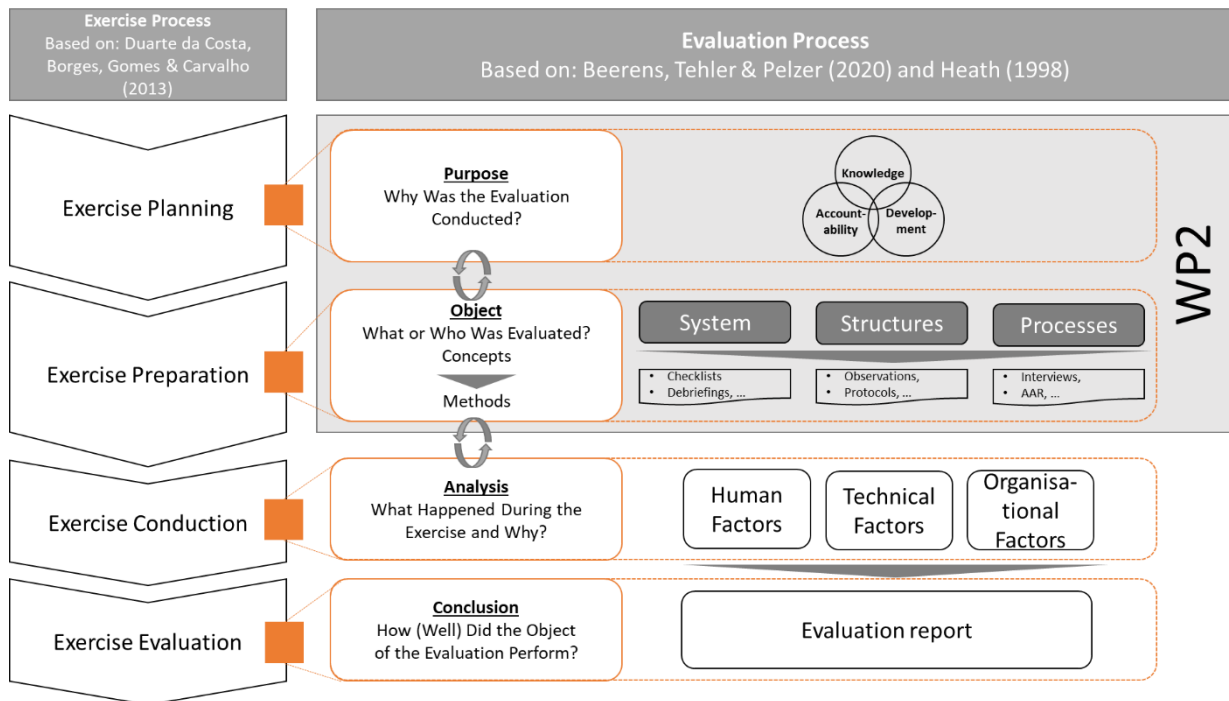 Exercise Process
Based on: Duarte da Costa,
Borges, Gomes & Carvalho
(2013)
Evaluation Process
Based on: Beerens, Tehler & Pelzer (2020) and Heath (1998)
Exercise Planning
Purpose
Why Was the Evaluation
Conducted?
Knowledge
Account-
ability
Develop-
ment
WP2
Exercise Preparation
Object
What or Who Was Evaluated?
Concepts
Methods
System
Structures
Processes
• Checklists
• Debriefings, ...
• Observations,
• Protocols, ...
• Interviews,
• AAR, ...
Exercise Conduction
Analysis
What Happened During the
Exercise and Why?
Human
Factors
Technical
Factors
Organisa-
tional
Factors
Exercise Evaluation
Conclusion
How (Well) Did the Object
of the Evaluation Perform?
Evaluation report